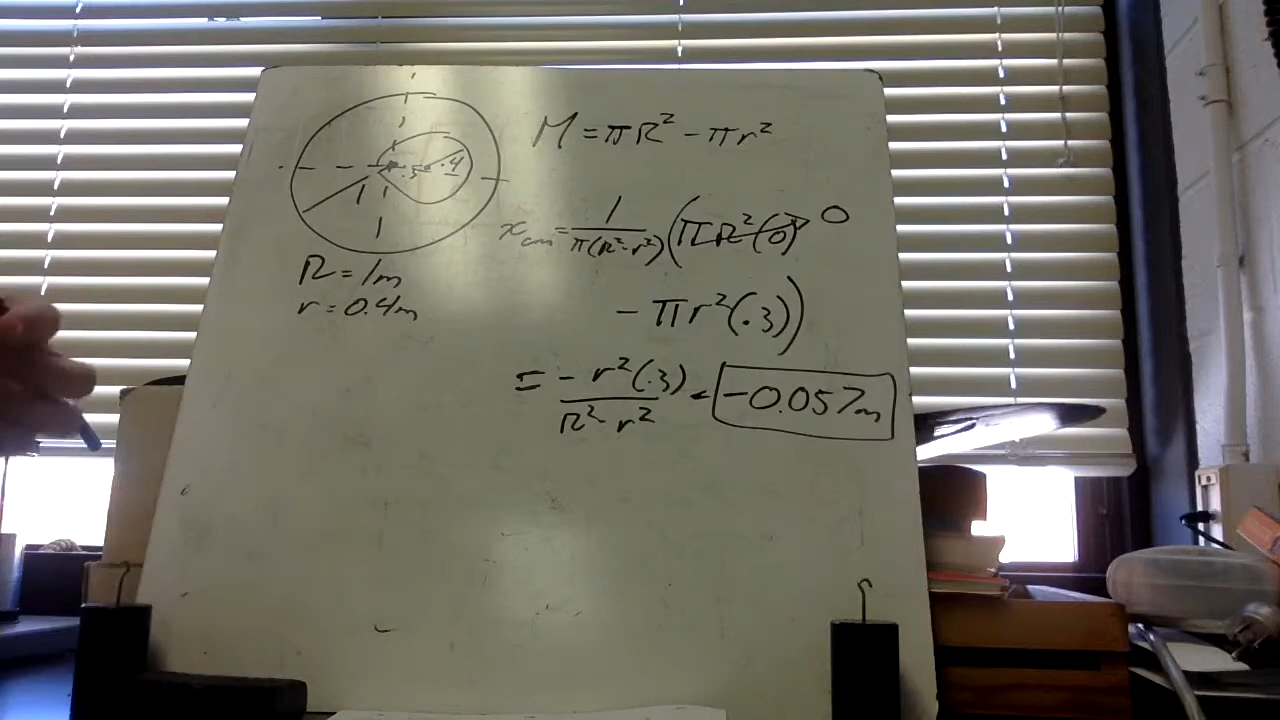 1
.3
.4
R = 1m
r = 0.4m
M = πR² - πr²
x_cm = 1/(π(R² - r²)) (πR²(0) → 0
- πr²(.3))
= - r²(.3)/(R² - r²) = -0.057m